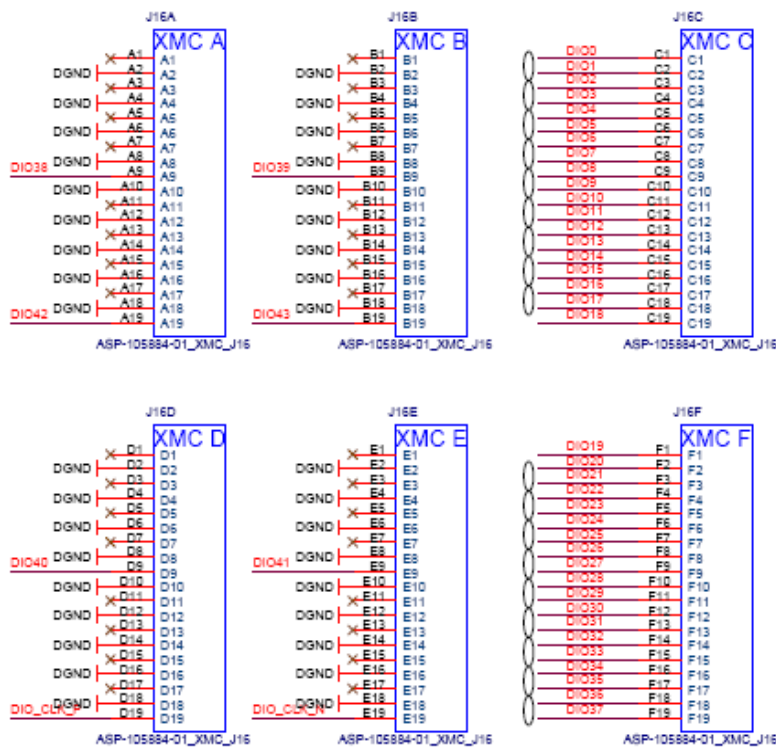 J16A J16B J16C
XMC A XMC B XMC C
A1 A1 B1 B1 DIO0 C1 C1
DGND A2 A2 DGND B2 B2 DIO1 C2 C2
A3 A3 B3 B3 DIO2 C3 C3
DGND A4 A4 DGND B4 B4 DIO3 C4 C4
A5 A5 B5 B5 DIO4 C5 C5
DGND A6 A6 DGND B6 B6 DIO5 C6 C6
A7 A7 B7 B7 DIO6 C7 C7
DGND A8 A8 DGND B8 B8 DIO7 C8 C8
DIO38 A9 A9 DIO39 B9 B9 DIO8 C9 C9
DGND A10 A10 DGND B10 B10 DIO9 C10 C10
A11 A11 B11 B11 DIO10 C11 C11
DGND A12 A12 DGND B12 B12 DIO11 C12 C12
A13 A13 B13 B13 DIO12 C13 C13
DGND A14 A14 DGND B14 B14 DIO13 C14 C14
A15 A15 B15 B15 DIO14 C15 C15
DGND A16 A16 DGND B16 B16 DIO15 C16 C16
A17 A17 B17 B17 DIO16 C17 C17
DGND A18 A18 DGND B18 B18 DIO17 C18 C18
DIO42 A19 A19 DIO43 B19 B19 DIO18 C19 C19
ASP-105884-01_XMC_J16 ASP-105884-01_XMC_J16 ASP-105884-01_XMC_J16
J16D J16E J16F
XMC D XMC E XMC F
D1 D1 E1 E1 DIO19 F1 F1
DGND D2 D2 DGND E2 E2 DIO20 F2 F2
D3 D3 E3 E3 DIO21 F3 F3
DGND D4 D4 DGND E4 E4 DIO22 F4 F4
D5 D5 E5 E5 DIO23 F5 F5
DGND D6 D6 DGND E6 E6 DIO24 F6 F6
D7 D7 E7 E7 DIO25 F7 F7
DGND D8 D8 DGND E8 E8 DIO26 F8 F8
DIO40 D9 D9 DIO41 E9 E9 DIO27 F9 F9
DGND D10 D10 DGND E10 E10 DIO28 F10 F10
D11 D11 E11 E11 DIO29 F11 F11
DGND D12 D12 DGND E12 E12 DIO30 F12 F12
D13 D13 E13 E13 DIO31 F13 F13
DGND D14 D14 DGND E14 E14 DIO32 F14 F14
D15 D15 E15 E15 DIO33 F15 F15
DGND D16 D16 DGND E16 E16 DIO34 F16 F16
D17 D17 E17 E17 DIO35 F17 F17
DGND D18 D18 DGND E18 E18 DIO36 F18 F18
DIO_CLK_P D19 D19 DIO_CLK_N E19 E19 DIO37 F19 F19
ASP-105884-01_XMC_J16 ASP-105884-01_XMC_J16 ASP-105884-01_XMC_J16